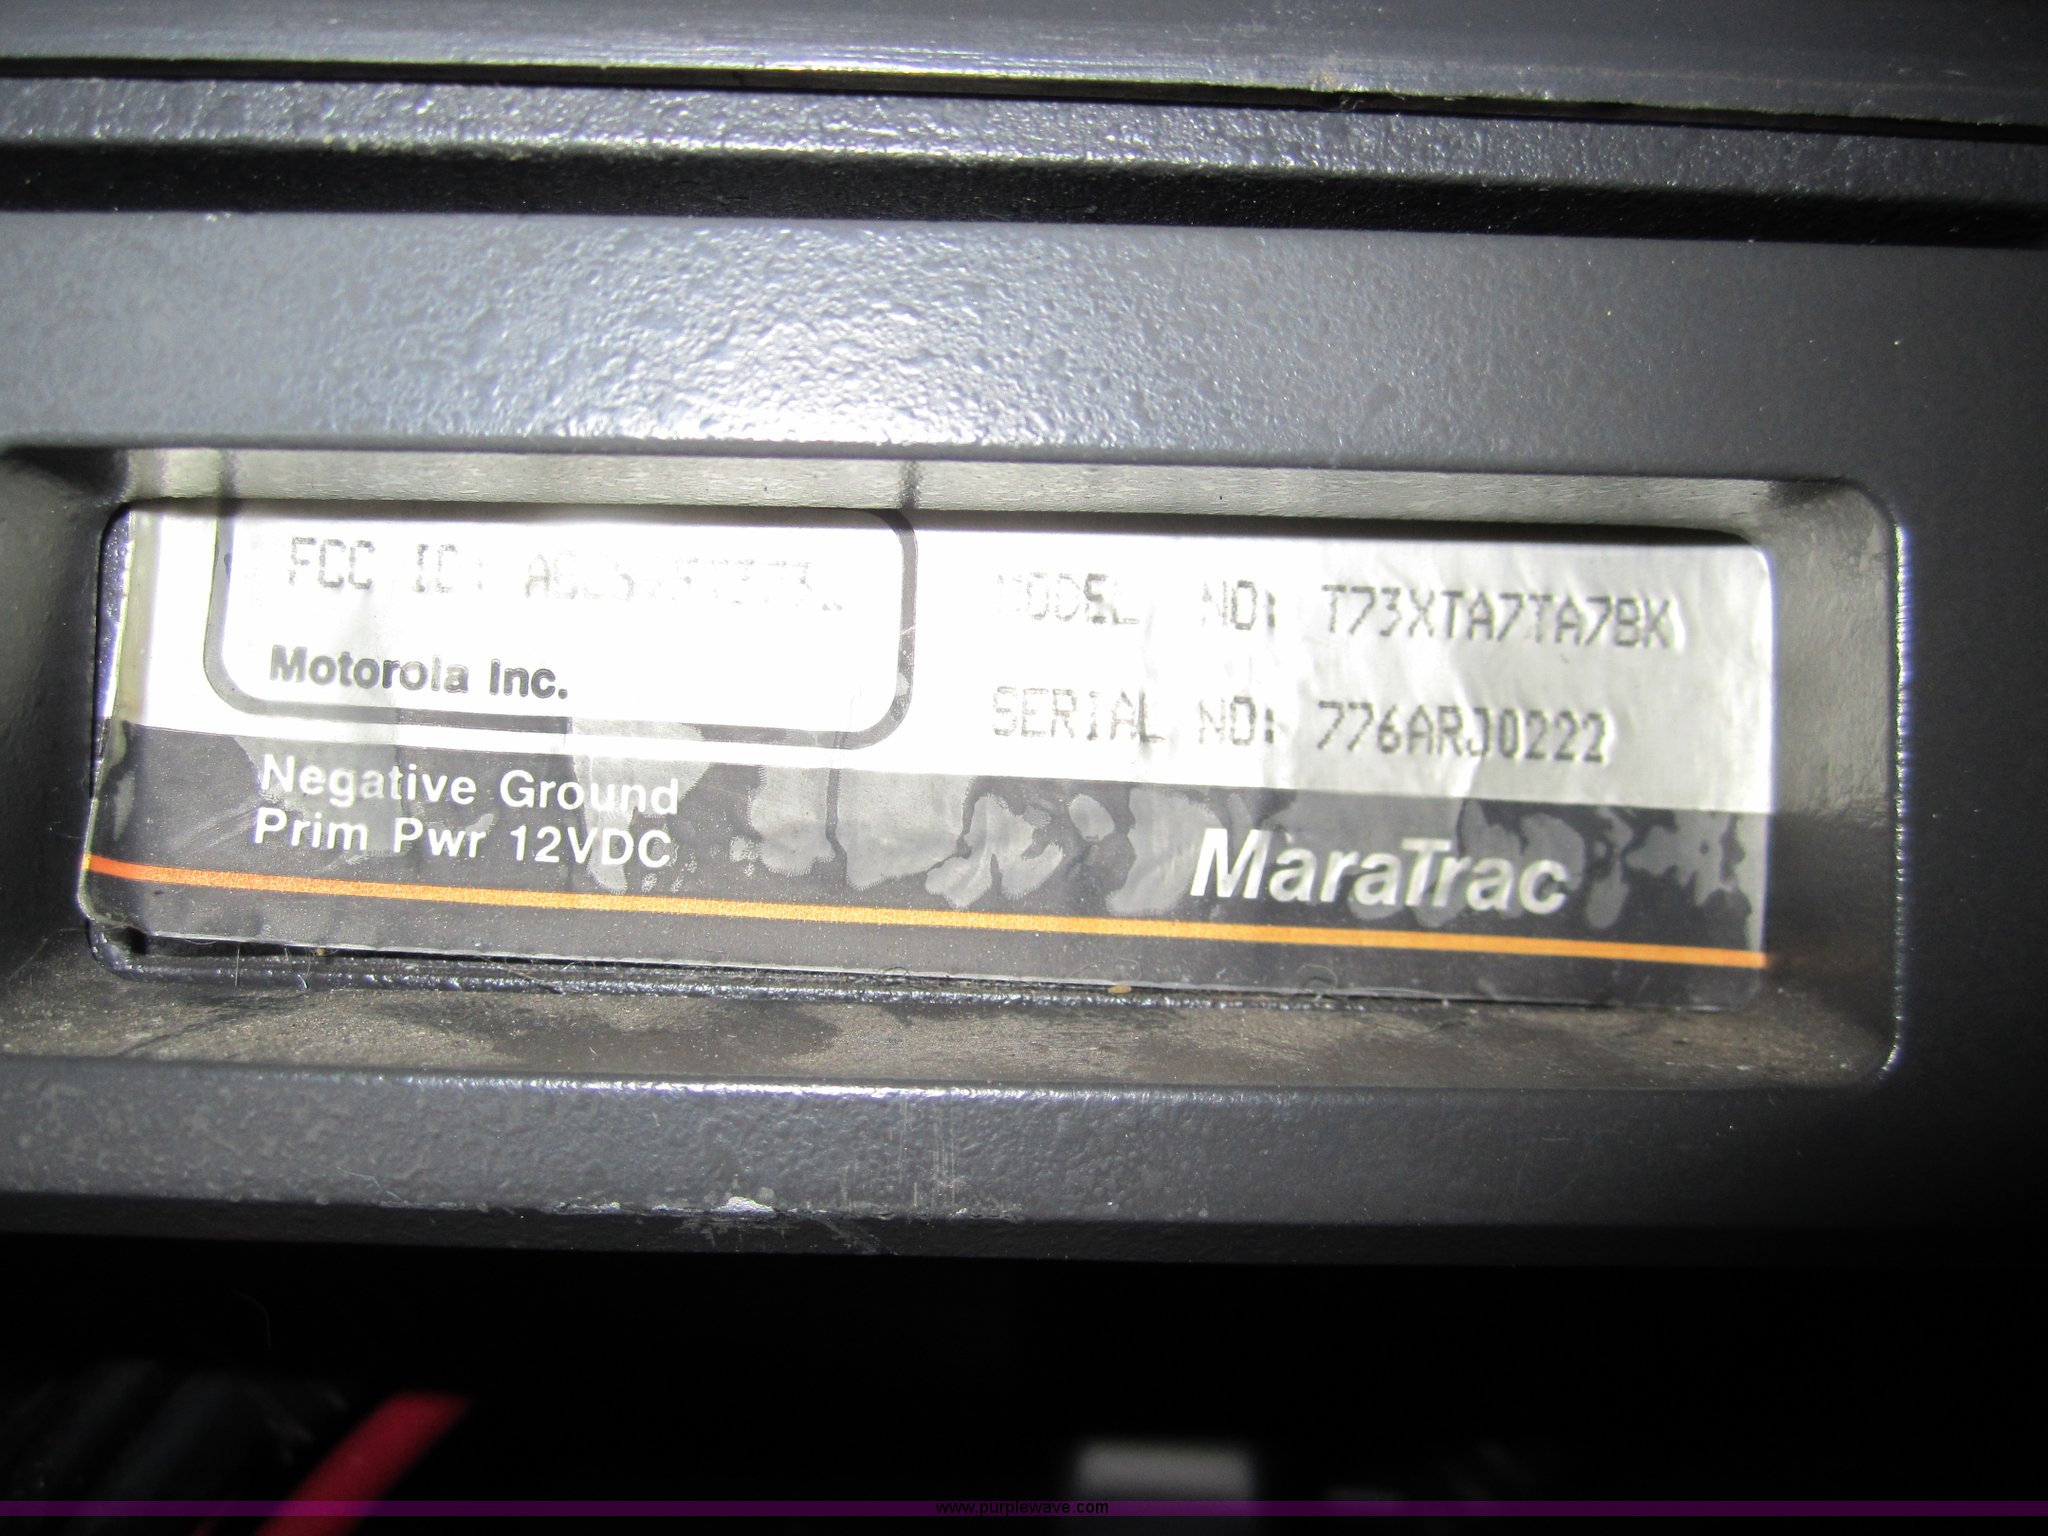 FCC ID:
Motorola Inc.
MODEL NO: T73XTA7TA7BK
SERIAL NO: 776ARJ0222
Negative Ground
Prim Pwr 12VDC
MaraTrac
www.purplewave.com